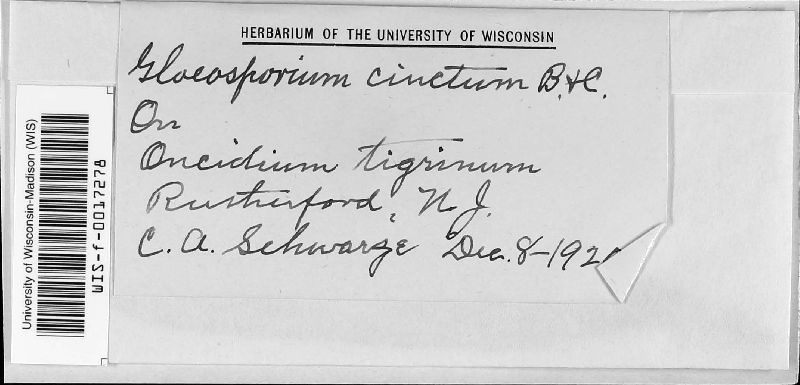 HERBARIUM OF THE UNIVERSITY OF WISCONSIN
Gloeosporium cinctum B.&C.
On
Oncidium tigrinum
Rutherford, N.J.
C. A. Schwarze Dec. 8-192
University of Wisconsin-Madison (WIS)
WIS-f-0017278